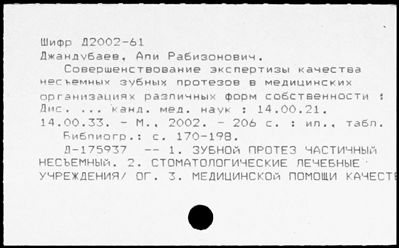 Шифр Д2002-61
Джандубаев, Али Рабизонович.
Совершенствование экспертизы качества
несъемных зубных протезов в медицинских
организациях различных форм собственности :
Дис. ... канд. мед. наук : 14.00.21.
14.00.33. - М., 2002. - 206 с. : ил., табл.
Библиогр.: с. 170-198.
Д-175937 -- 1. ЗУБНОЙ ПРОТЕЗ ЧАСТИЧНЫЙ
НЕСЪЕМНЫЙ. 2. СТОМАТОЛОГИЧЕСКИЕ ЛЕЧЕБНЫЕ
УЧРЕЖДЕНИЯ/ ОГ. 3. МЕДИЦИНСКОЙ ПОМОЩИ КАЧЕСТВ